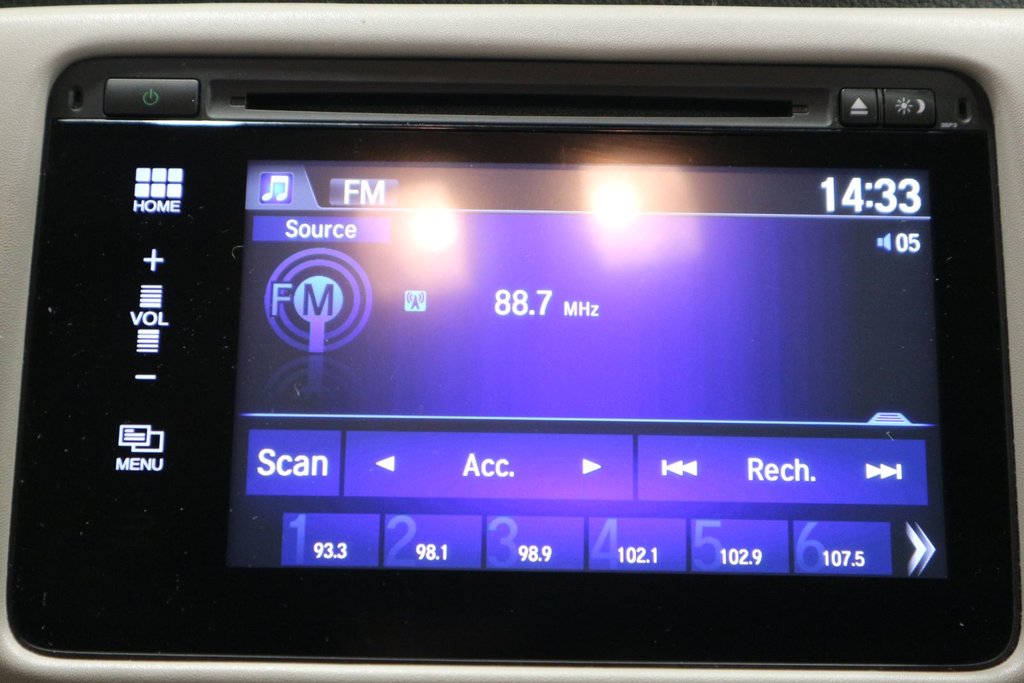 HOME
+
VOL
−
MENU
FM
14:33
Source
05
FM
88.7 MHz
Scan
Acc.
Rech.
1 93.3
2 98.1
3 98.9
4 102.1
5 102.9
6 107.5